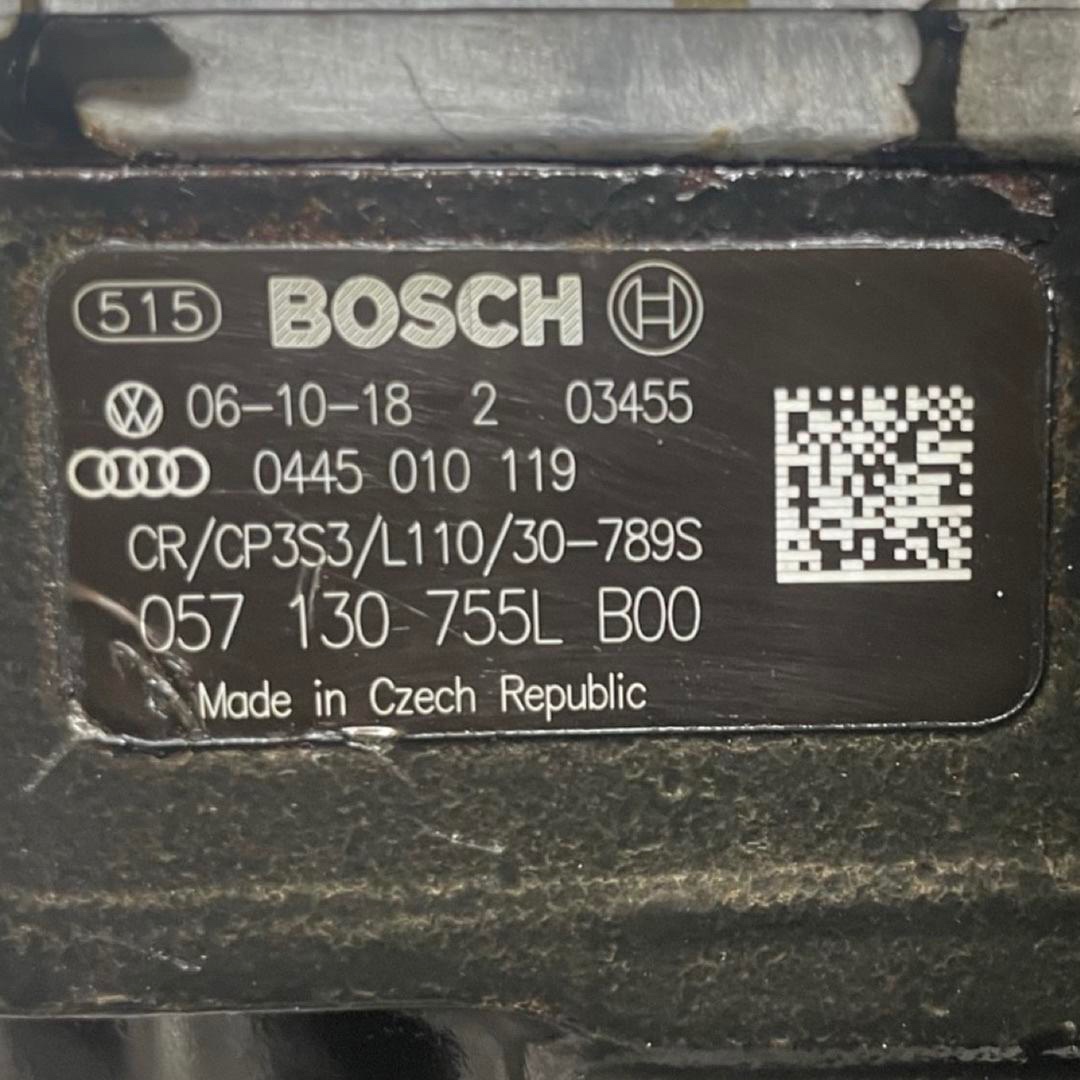 515 BOSCH
06-10-18 2 03455
0445 010 119
CR/CP3S3/L110/30-789S
057 130 755L B00
Made in Czech Republic